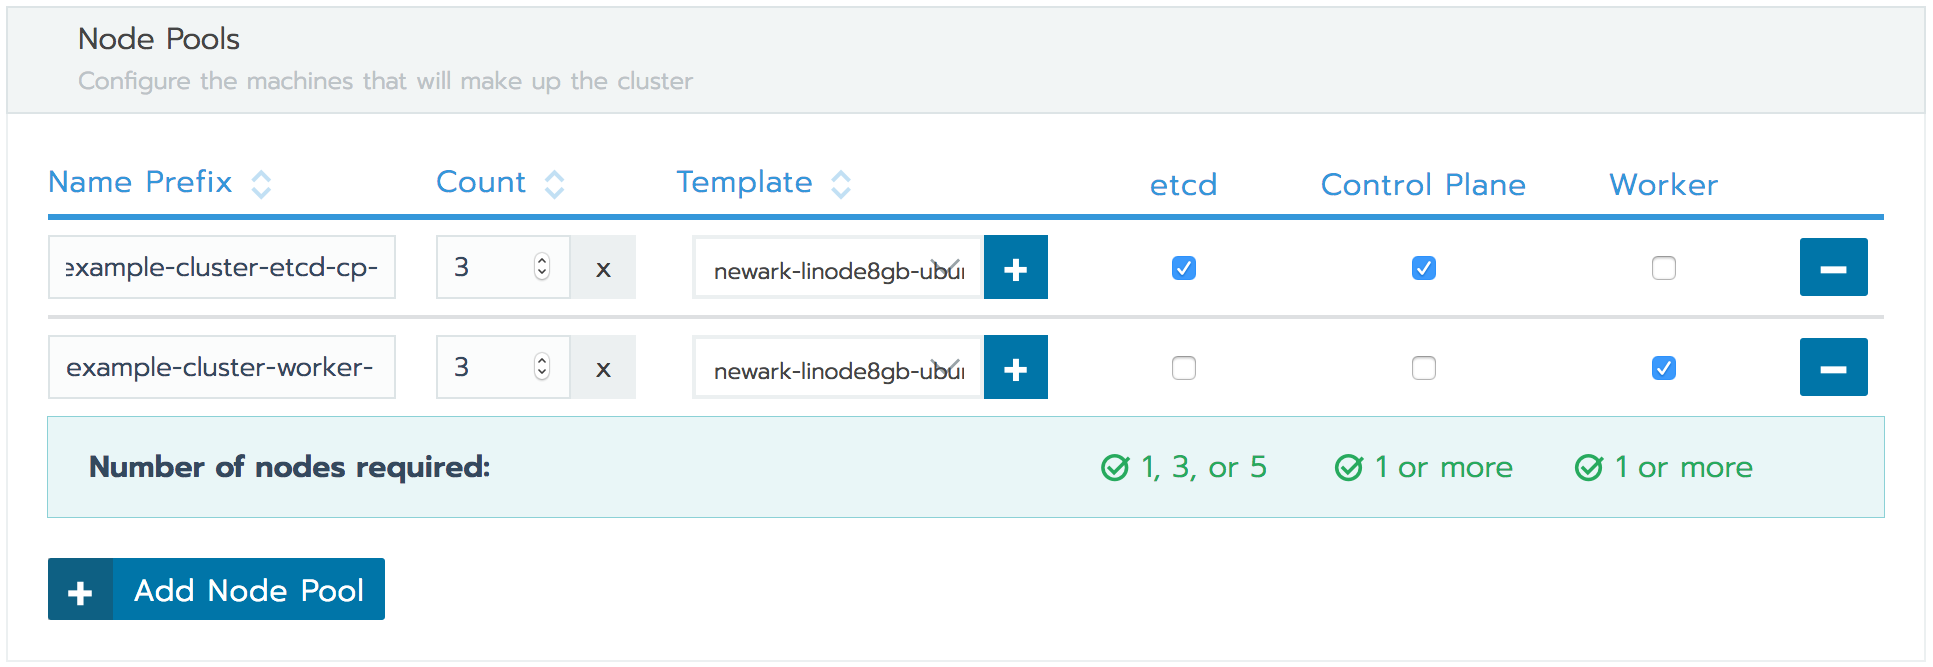 Node Pools
Configure the machines that will make up the cluster
Name Prefix Count Template etcd Control Plane Worker
example-cluster-etcd-cp- 3 x newark-linode8gb-ubun
example-cluster-worker- 3 x newark-linode8gb-ubun
Number of nodes required: 1, 3, or 5 1 or more 1 or more
Add Node Pool